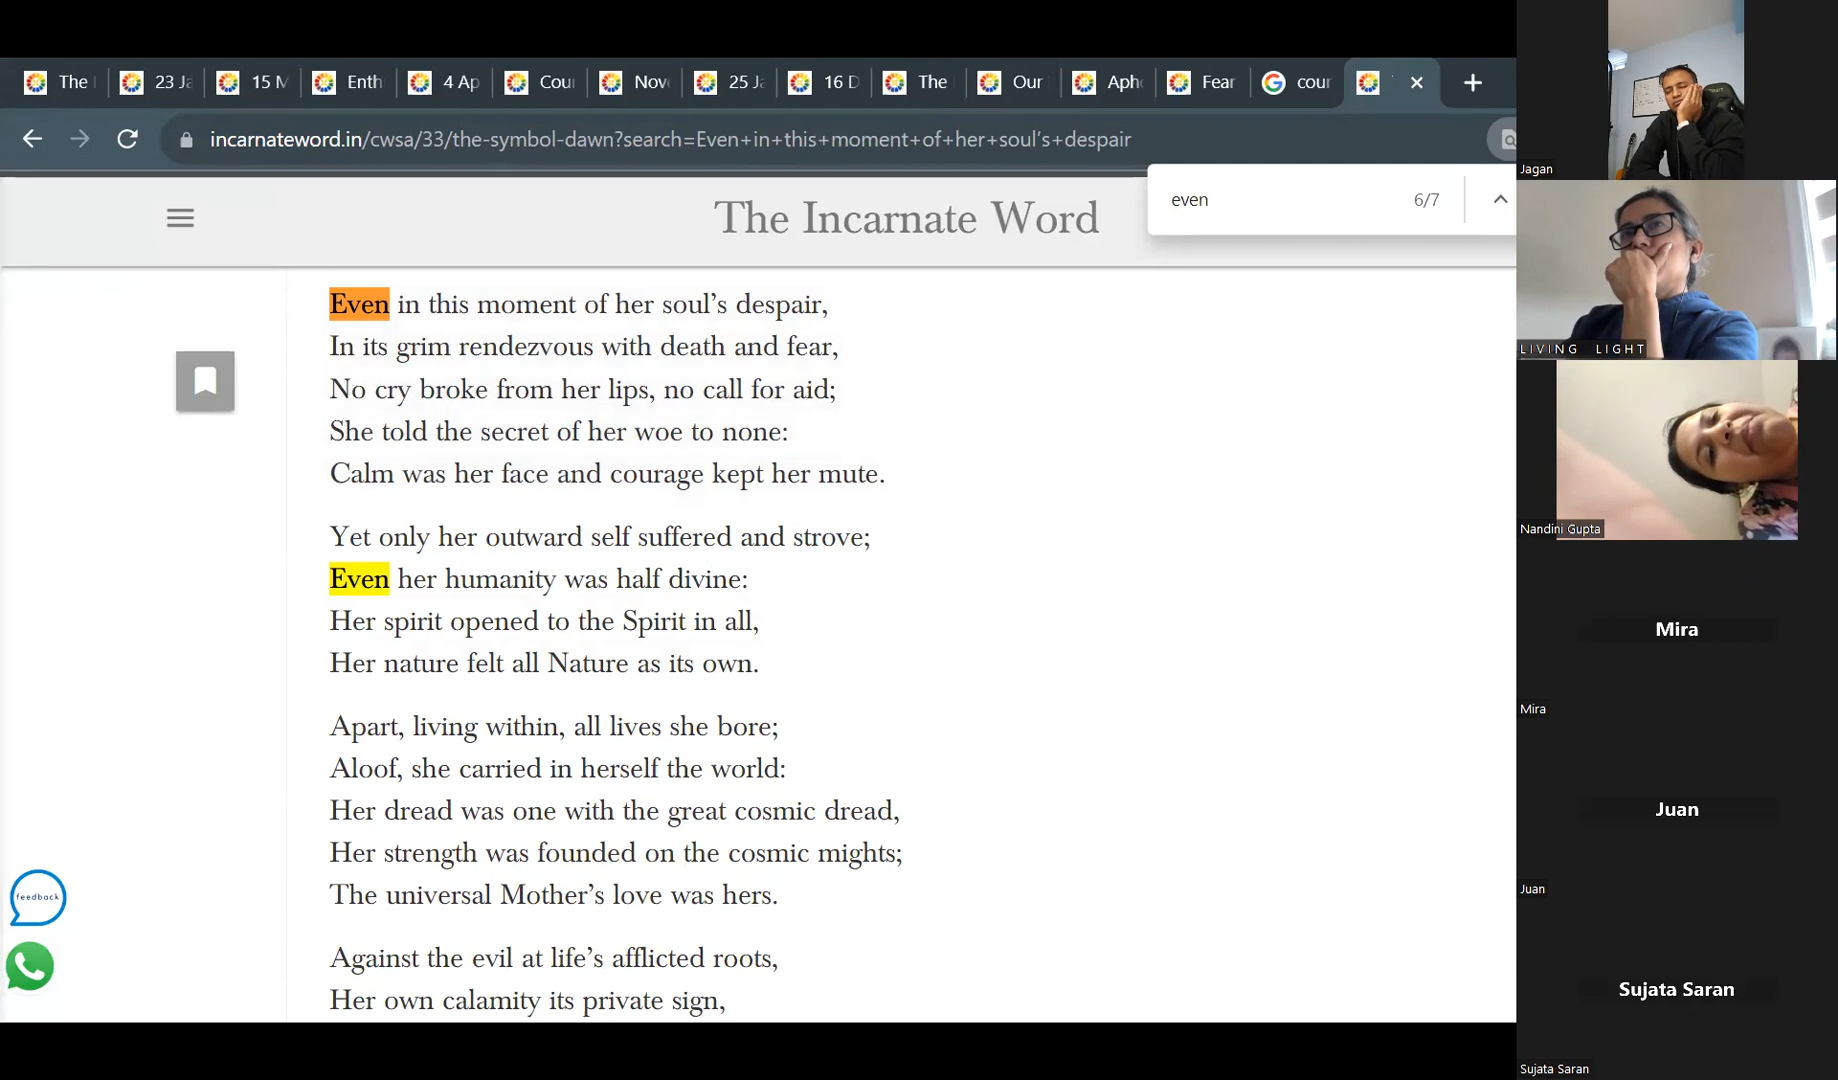 The
23 Ja
15 M
Enth
4 Ap
Cou
Nov
25 Ja
16 D
The
Our
Aph
Fear
cour
incarnateword.in/cwsa/33/the-symbol-dawn?search=Even+in+this+moment+of+her+soul's+despair
even 6/7
The Incarnate Word
Even in this moment of her soul’s despair,
In its grim rendezvous with death and fear,
No cry broke from her lips, no call for aid;
She told the secret of her woe to none:
Calm was her face and courage kept her mute.
Yet only her outward self suffered and strove;
Even her humanity was half divine:
Her spirit opened to the Spirit in all,
Her nature felt all Nature as its own.
Apart, living within, all lives she bore;
Aloof, she carried in herself the world:
Her dread was one with the great cosmic dread,
Her strength was founded on the cosmic mights;
The universal Mother’s love was hers.
Against the evil at life’s afflicted roots,
Her own calamity its private sign,
feedback
Jagan
LIVING LIGHT
Nandini Gupta
Mira
Mira
Juan
Juan
Sujata Saran
Sujata Saran